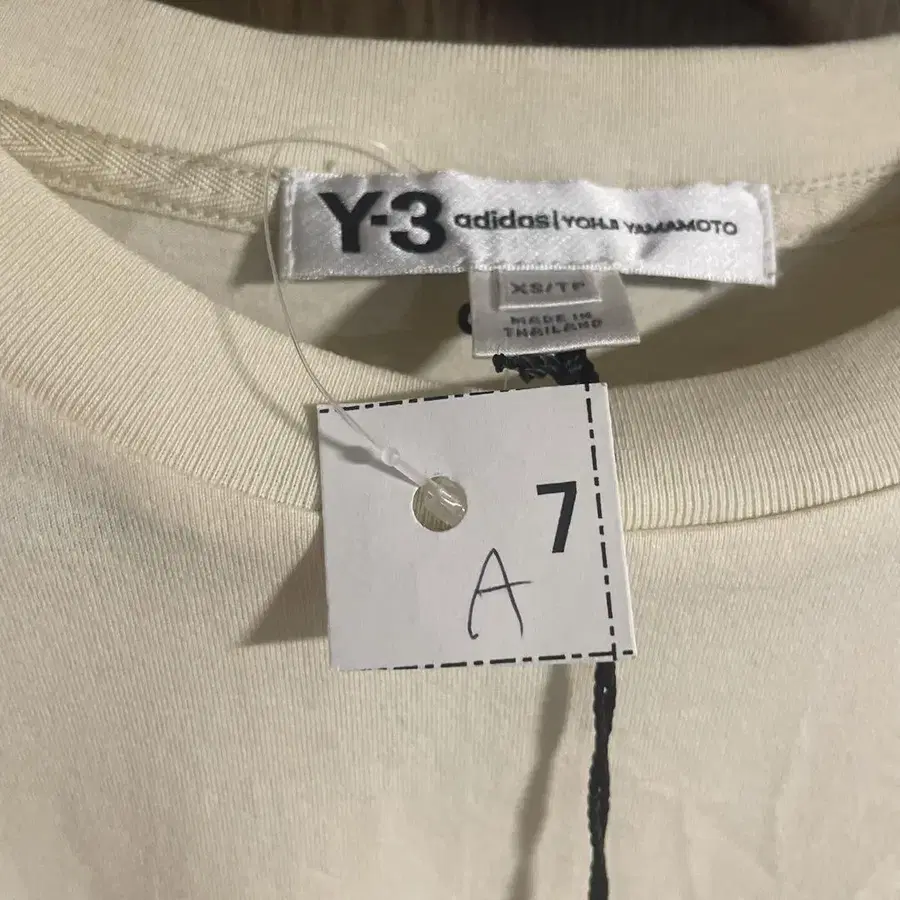 Y-3 adidas | YOHJI YAMAMOTO
XS/TP
MADE IN
THAILAND
7
A